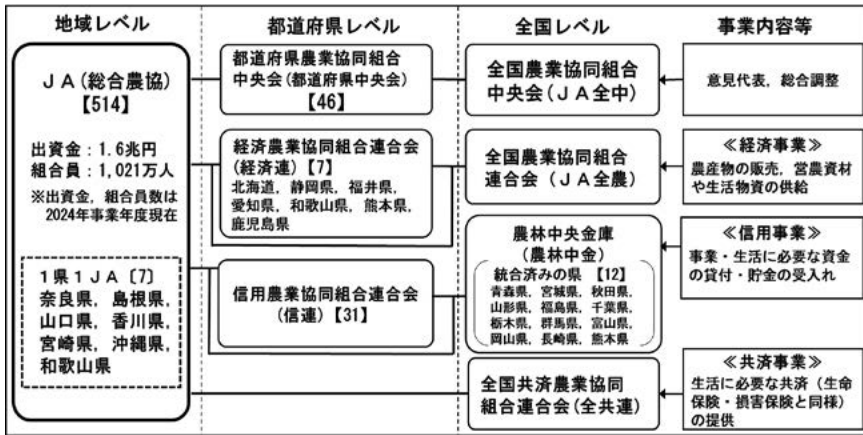 地域レベル
都道府県レベル
全国レベル
事業内容等
ＪＡ(総合農協)
【514】
出資金：1.6兆円
組合員：1,021万人
※出資金，組合員数は
2024年事業年度現在
1県1ＪＡ〔7〕
奈良県，島根県，
山口県，香川県，
宮崎県，沖縄県，
和歌山県
都道府県農業協同組合
中央会(都道府県中央会)
【46】
経済農業協同組合連合会
(経済連)【7】
北海道，静岡県，福井県，
愛知県，和歌山県，熊本県，
鹿児島県
信用農業協同組合連合会
(信連)【31】
全国農業協同組合
中央会(ＪＡ全中)
全国農業協同組合
連合会（ＪＡ全農）
農林中央金庫
(農林中金)
統合済みの県【12】
青森県，宮城県，秋田県，
山形県，福島県，千葉県，
栃木県，群馬県，富山県，
岡山県，長崎県，熊本県
全国共済農業協同
組合連合会(全共連)
意見代表，総合調整
≪経済事業≫
農産物の販売，営農資材
や生活物資の供給
≪信用事業≫
事業・生活に必要な資金
の貸付・貯金の受入れ
≪共済事業≫
生活に必要な共済（生命
保険・損害保険と同様）
の提供